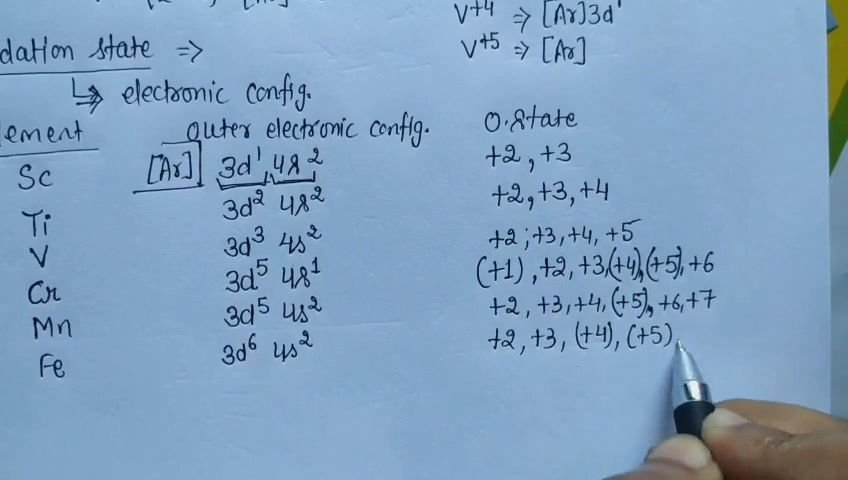 V+4 ⇒ [Ar]3d¹
dation state ⇒ V+5 ⇒ [Ar]
↳ electronic config.
lement outer electronic config. O.State
Sc [Ar] 3d¹ 4s² +2, +3
Ti 3d² 4s² +2, +3, +4
V 3d³ 4s² +2, +3, +4, +5
Cr 3d⁵ 4s¹ (+1), +2, +3, (+4), (+5), +6
Mn 3d⁵ 4s² +2, +3, +4, (+5), +6, +7
Fe 3d⁶ 4s² +2, +3, (+4), (+5)